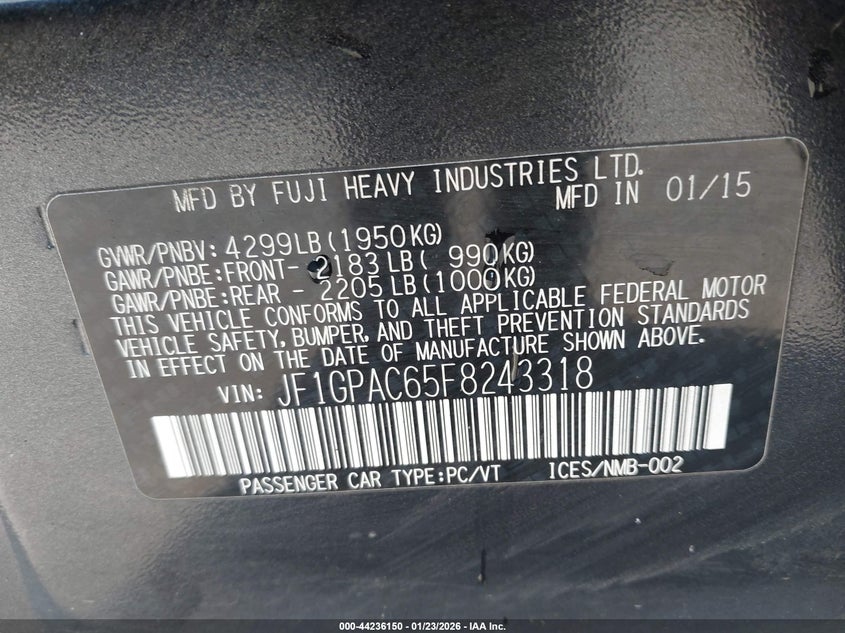 MFD BY FUJI HEAVY INDUSTRIES LTD.
MFD IN 01/15
GVWR/PNBV: 4299LB(1950KG)
GAWR/PNBE:FRONT- 2183 LB( 990KG)
GAWR/PNBE:REAR - 2205 LB(1000KG)
THIS VEHICLE CONFORMS TO ALL APPLICABLE FEDERAL MOTOR
VEHICLE SAFETY, BUMPER, AND THEFT PREVENTION STANDARDS
IN EFFECT ON THE DATE OF MANUFACTURE SHOWN ABOVE.
VIN: JF1GPAC65F8243318
PASSENGER CAR TYPE:PC/VT ICES/NMB-002
000-44236150 - 01/23/2026 - IAA Inc.